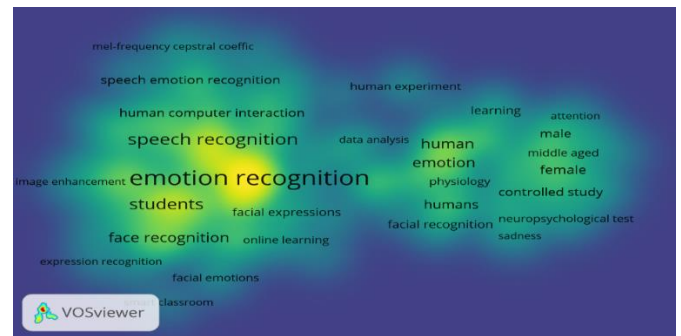 mel-frequency cepstral coeffic
speech emotion recognition
human experiment
human computer interaction
learning
attention
speech recognition
data analysis
human
male
emotion
middle aged
image enhancement
emotion recognition
physiology
female
students
controlled study
facial expressions
humans
face recognition
online learning
facial recognition
neuropsychological test
sadness
expression recognition
facial emotions
classroom
VOSviewer